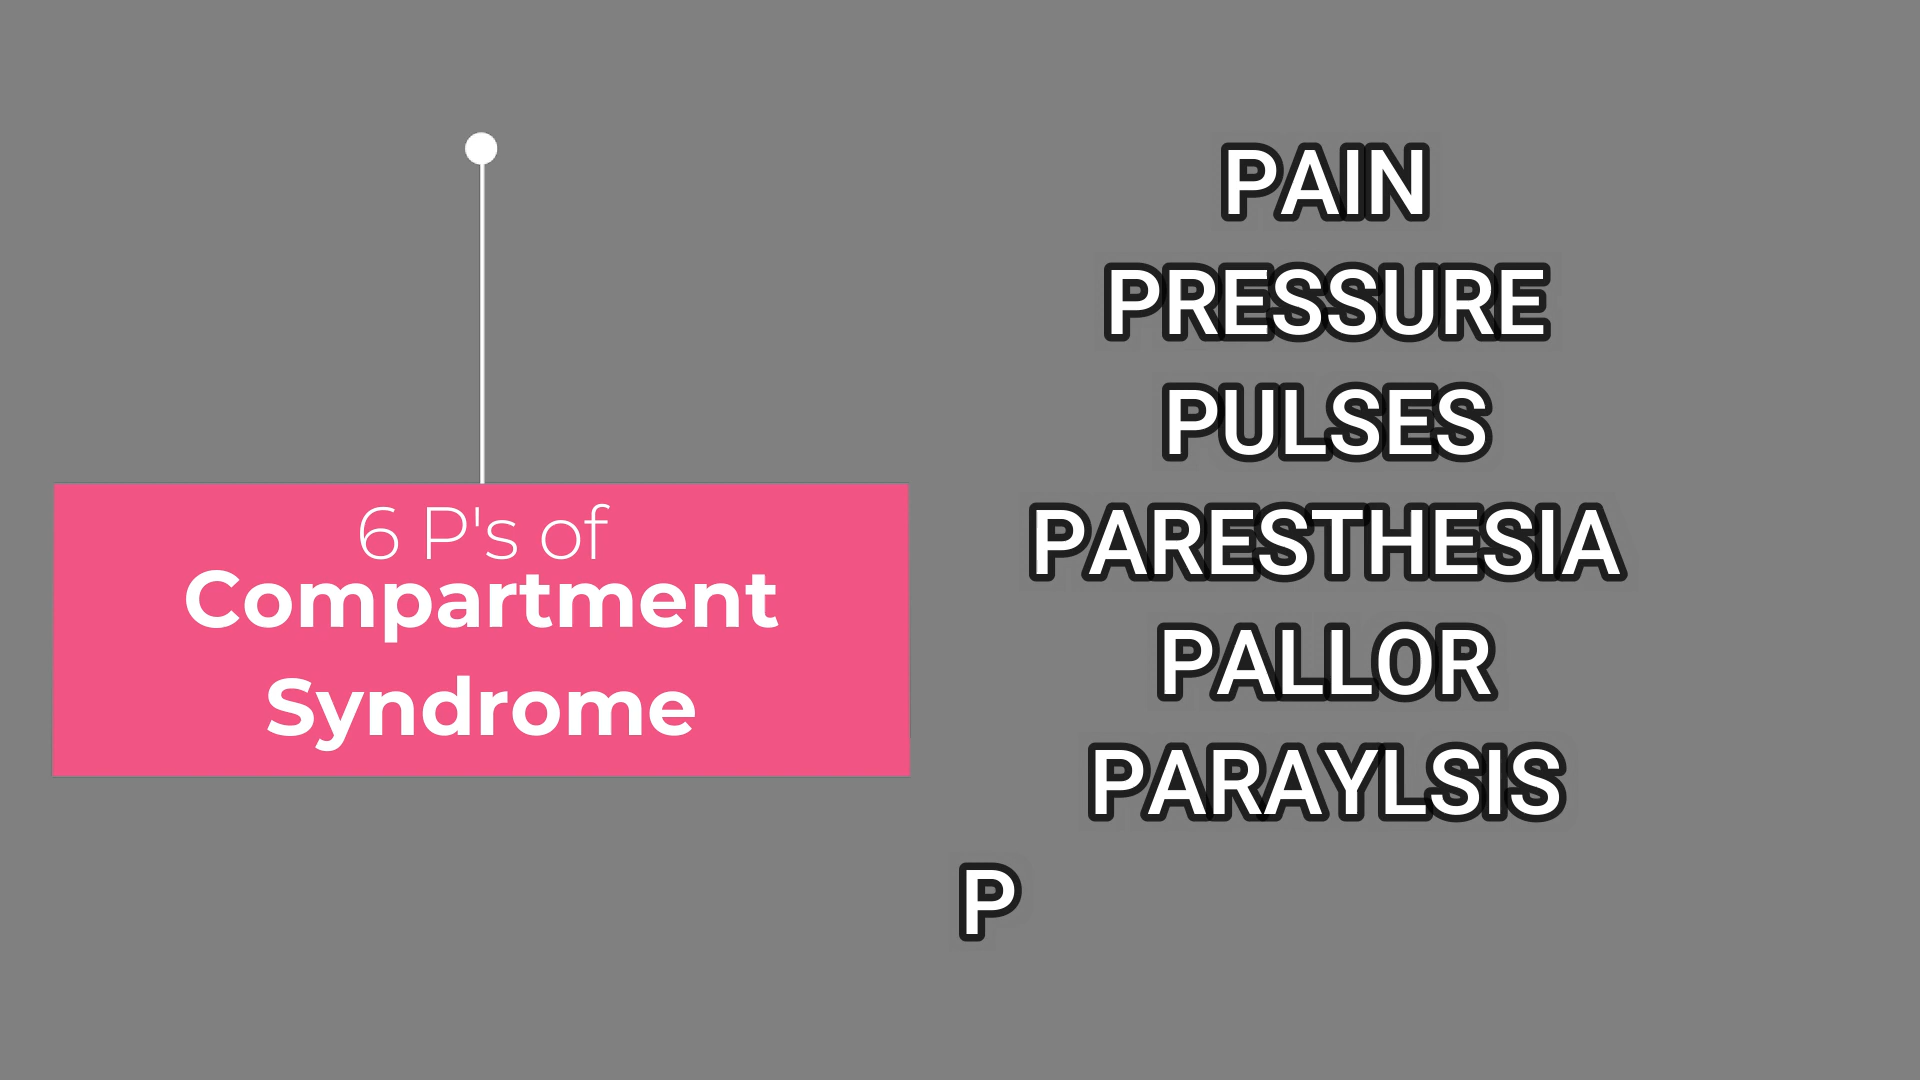 6 P's of
Compartment
Syndrome
PAIN
PRESSURE
PULSES
PARESTHESIA
PALLOR
PARAYLSIS
P